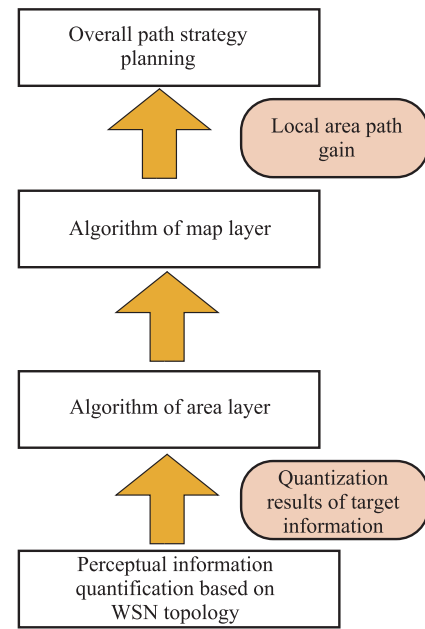 Overall path strategy
planning
Local area path
gain
Algorithm of map layer
Algorithm of area layer
Quantization
results of target
information
Perceptual information
quantification based on
WSN topology